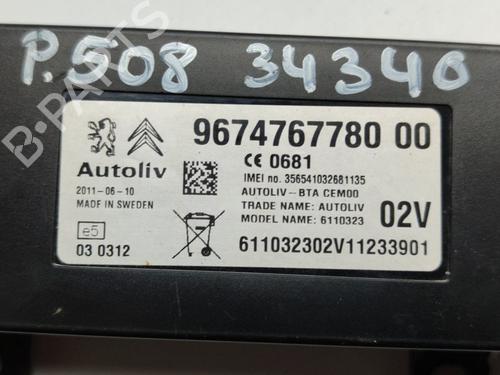 P.508 34340
9674767780 00
CE 0681
IMEI no. 356541032681135
Autoliv
AUTOLIV-BTA CEM00
2011-06-10
TRADE NAME: AUTOLIV
MADE IN SWEDEN
MODEL NAME: 6110323
02V
e5
03 0312
611032302V11233901
B-PARTS